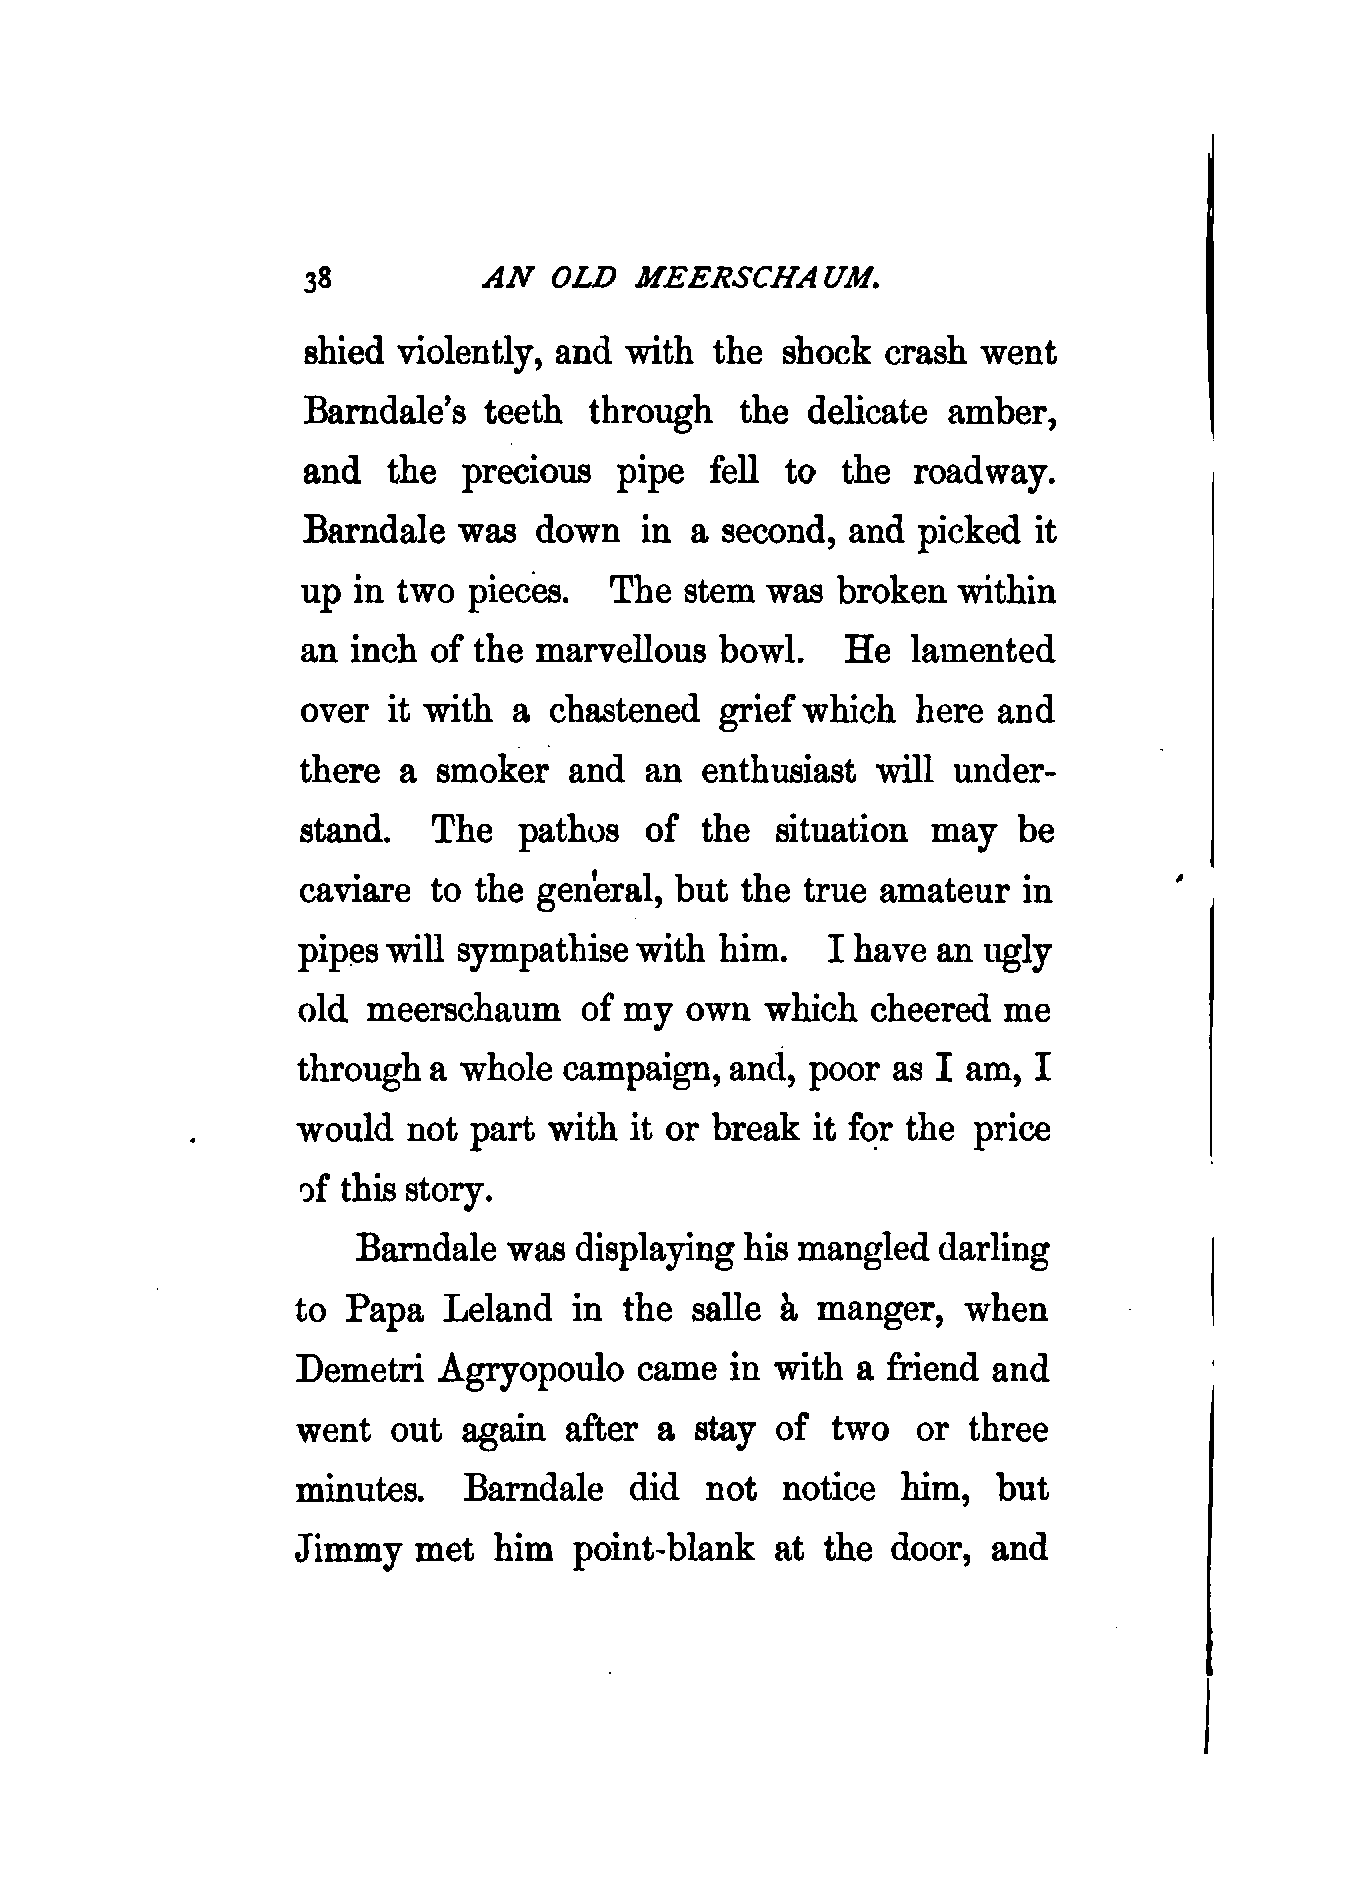 38 AN OLD MEERSCHAUM.
shied violently, and with the shock crash went
Barndale's teeth through the delicate amber,
and the precious pipe fell to the roadway.
Barndale was down in a second, and picked it
up in two pieces. The stem was broken within
an inch of the marvellous bowl. He lamented
over it with a chastened grief which here and
there a smoker and an enthusiast will under-
stand. The pathos of the situation may be
caviare to the general, but the true amateur in
pipes will sympathise with him. I have an ugly
old meerschaum of my own which cheered me
through a whole campaign, and, poor as I am, I
would not part with it or break it for the price
of this story.
Barndale was displaying his mangled darling
to Papa Leland in the salle à manger, when
Demetri Agryopoulo came in with a friend and
went out again after a stay of two or three
minutes. Barndale did not notice him, but
Jimmy met him point-blank at the door, and